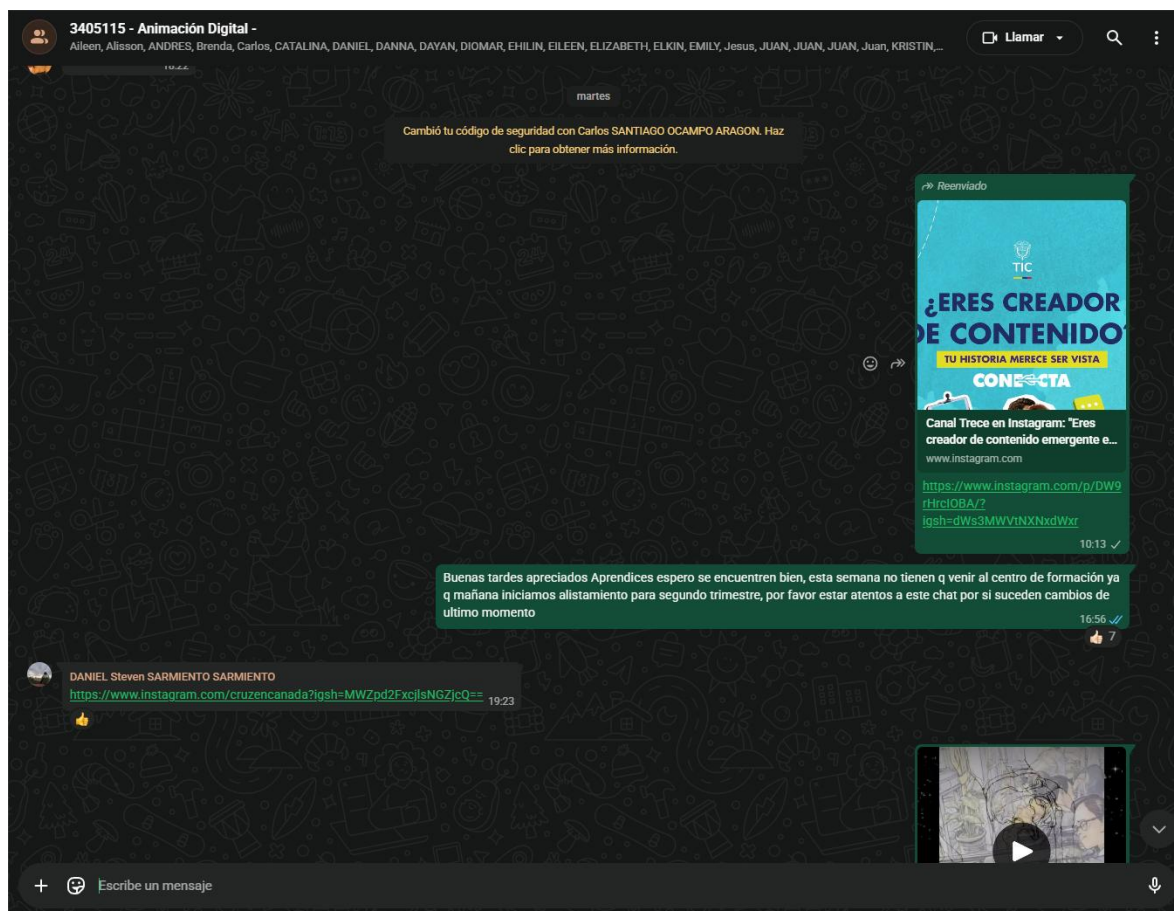 3405115 - Animación Digital -
Aileen, Alisson, ANDRES, Brenda, Carlos, CATALINA, DANIEL, DANNA, DAYAN, DIOMAR, EHILIN, EILEEN, ELIZABETH, ELKIN, EMILY, Jesus, JUAN, JUAN, JUAN, Juan, KRISTIN,...
Llamar
martes
Cambió tu código de seguridad con Carlos SANTIAGO OCAMPO ARAGON. Haz
clic para obtener más información.
Reenviado
TIC
¿ERES CREADOR
DE CONTENIDO?
TU HISTORIA MERECE SER VISTA
CONECTA
Canal Trece en Instagram: "Eres
creador de contenido emergente e...
www.instagram.com
https://www.instagram.com/p/DW9
rHrclOBA/?
igsh=dWs3MWVtNXNxdWxr
10:13
Buenas tardes apreciados Aprendices espero se encuentren bien, esta semana no tienen q venir al centro de formación ya
q mañana iniciamos alistamiento para segundo trimestre, por favor estar atentos a este chat por si suceden cambios de
ultimo momento
16:56
7
DANIEL Steven SARMIENTO SARMIENTO
https://www.instagram.com/cruzencanada?igsh=MWZpd2FxcjlsNGZjcQ== 19:23
Escribe un mensaje